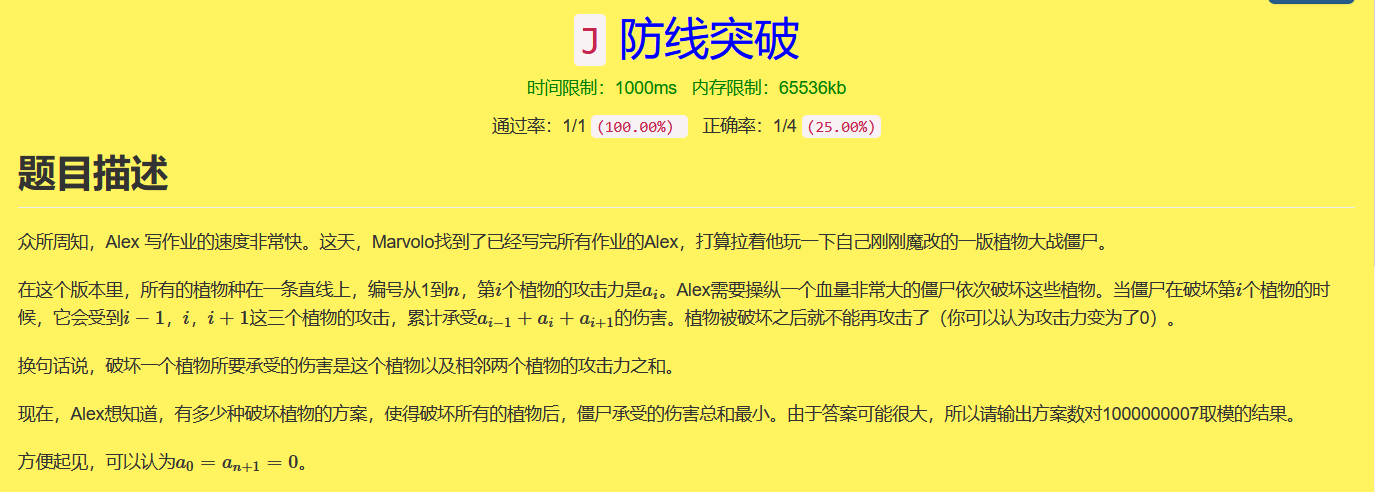 J 防线突破
时间限制：1000ms 内存限制：65536kb
通过率：1/1 (100.00%) 正确率：1/4 (25.00%)
题目描述
众所周知，Alex 写作业的速度非常快。这天，Marvolo找到了已经写完所有作业的Alex，打算拉着他玩一下自己刚刚魔改的一版植物大战僵尸。
在这个版本里，所有的植物种在一条直线上，编号从1到n，第i个植物的攻击力是a_i。Alex需要操纵一个血量非常大的僵尸依次破坏这些植物。当僵尸在破坏第i个植物的时
候，它会受到i − 1，i，i + 1这三个植物的攻击，累计承受a_{i−1} + a_i + a_{i+1}的伤害。植物被破坏之后就不能再攻击了（你可以认为攻击力变为了0）。
换句话说，破坏一个植物所要承受的伤害是这个植物以及相邻两个植物的攻击力之和。
现在，Alex想知道，有多少种破坏植物的方案，使得破坏所有的植物后，僵尸承受的伤害总和最小。由于答案可能很大，所以请输出方案数对1000000007取模的结果。
方便起见，可以认为a_0 = a_{n+1} = 0。